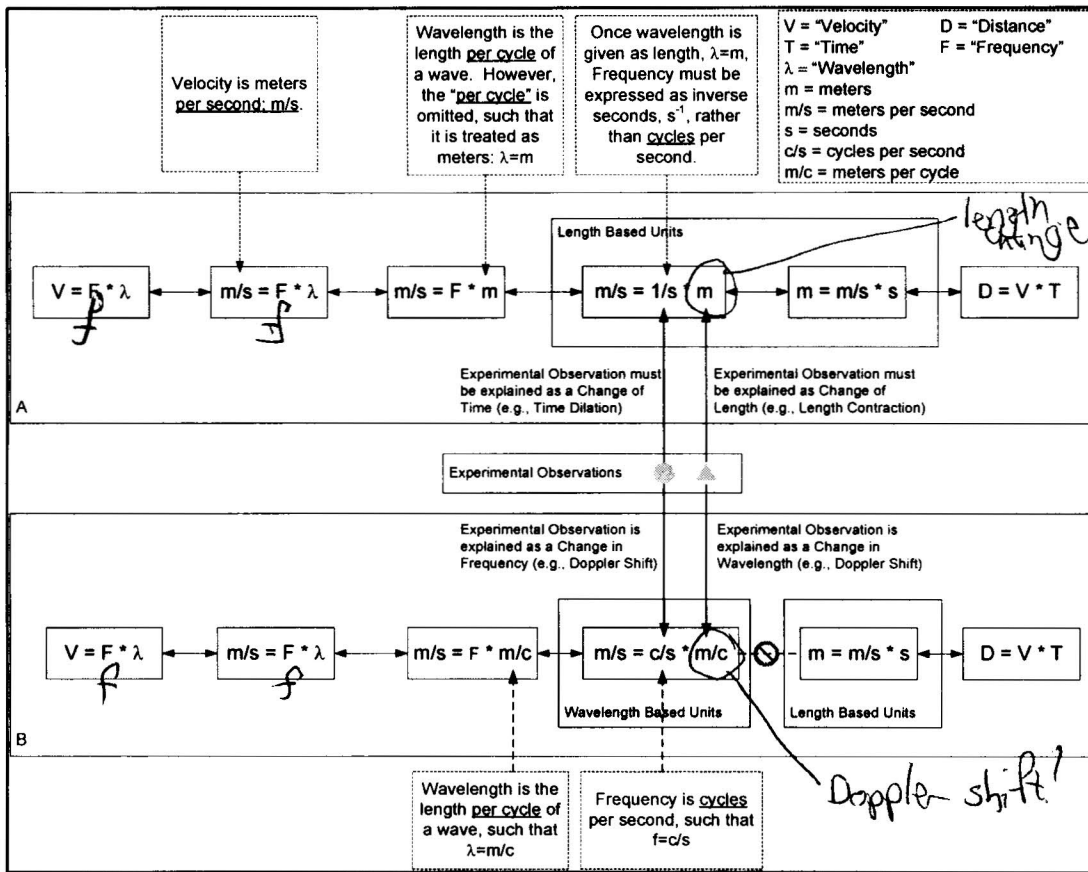 Velocity is meters
per second: m/s.
Wavelength is the
length per cycle of
a wave. However,
the "per cycle" is
omitted, such that
it is treated as
meters: λ=m
Once wavelength is
given as length, λ=m,
Frequency must be
expressed as inverse
seconds, s⁻¹, rather
than cycles per
second.
V = "Velocity" D = "Distance"
T = "Time" F = "Frequency"
λ = "Wavelength"
m = meters
m/s = meters per second
s = seconds
c/s = cycles per second
m/c = meters per cycle
length
change
Length Based Units
V = F * λ
m/s = F * λ
m/s = F * m
m/s = 1/s * m
m = m/s * s
D = V * T
f
f
Experimental Observation must
be explained as a Change of
Time (e.g., Time Dilation)
Experimental Observation must
be explained as Change of
Length (e.g., Length Contraction)
A
Experimental Observations
Experimental Observation is
explained as a Change in
Frequency (e.g., Doppler Shift)
Experimental Observation is
explained as a Change in
Wavelength (e.g., Doppler Shift)
V = F * λ
m/s = F * λ
m/s = F * m/c
m/s = c/s * m/c
m = m/s * s
D = V * T
f
f
Wavelength Based Units
Length Based Units
B
Doppler shift!
Wavelength is the
length per cycle of
a wave, such that
λ=m/c
Frequency is cycles
per second, such that
f=c/s